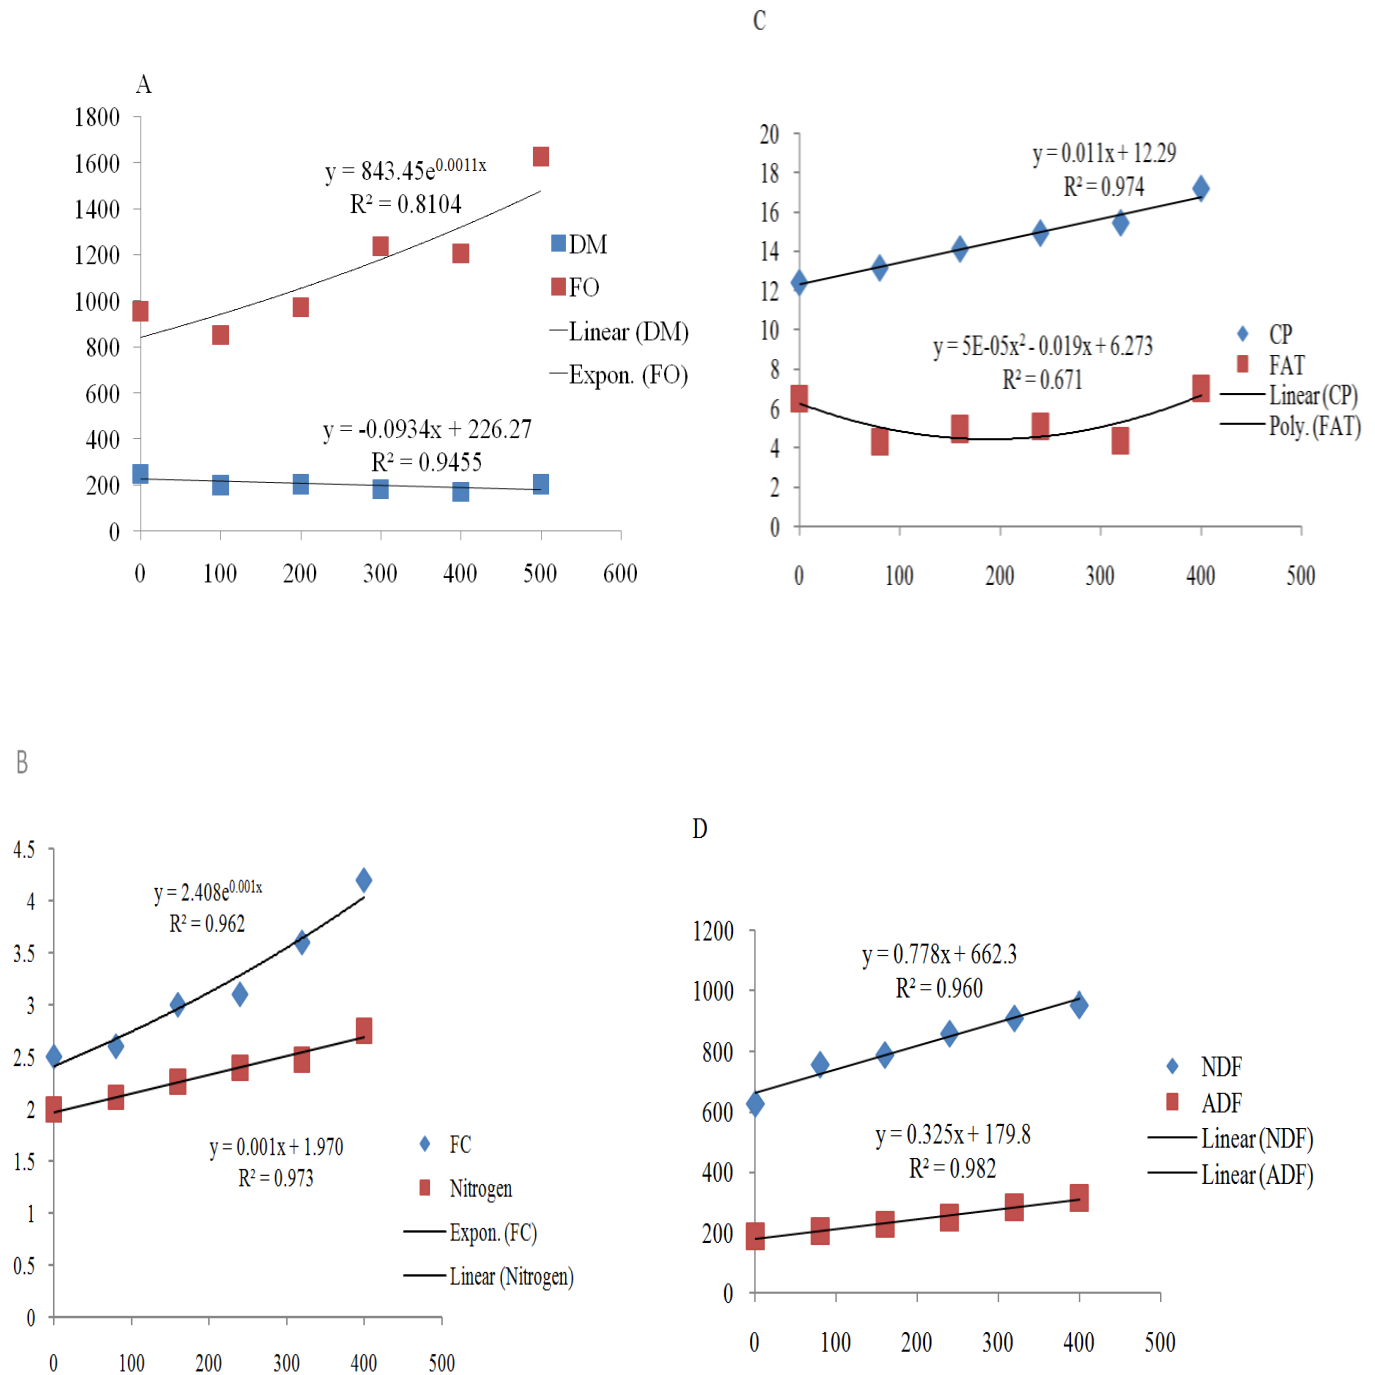 A
1800
1600
1400
1200
1000
800
600
400
200
0
0 100 200 300 400 500 600
y = 843.45e^0.0011x
R² = 0.8104
y = -0.0934x + 226.27
R² = 0.9455
DM
FO
Linear (DM)
Expon. (FO)
C
20
18
16
14
12
10
8
6
4
2
0
0 100 200 300 400 500
y = 0.011x + 12.29
R² = 0.974
y = 5E-05x² - 0.019x + 6.273
R² = 0.671
CP
FAT
Linear (CP)
Poly. (FAT)
B
4.5
4
3.5
3
2.5
2
1.5
1
0.5
0
0 100 200 300 400 500
y = 2.408e^0.001x
R² = 0.962
y = 0.001x + 1.970
R² = 0.973
FC
Nitrogen
Expon. (FC)
Linear (Nitrogen)
D
1200
1000
800
600
400
200
0
0 100 200 300 400 500
y = 0.778x + 662.3
R² = 0.960
y = 0.325x + 179.8
R² = 0.982
NDF
ADF
Linear (NDF)
Linear (ADF)